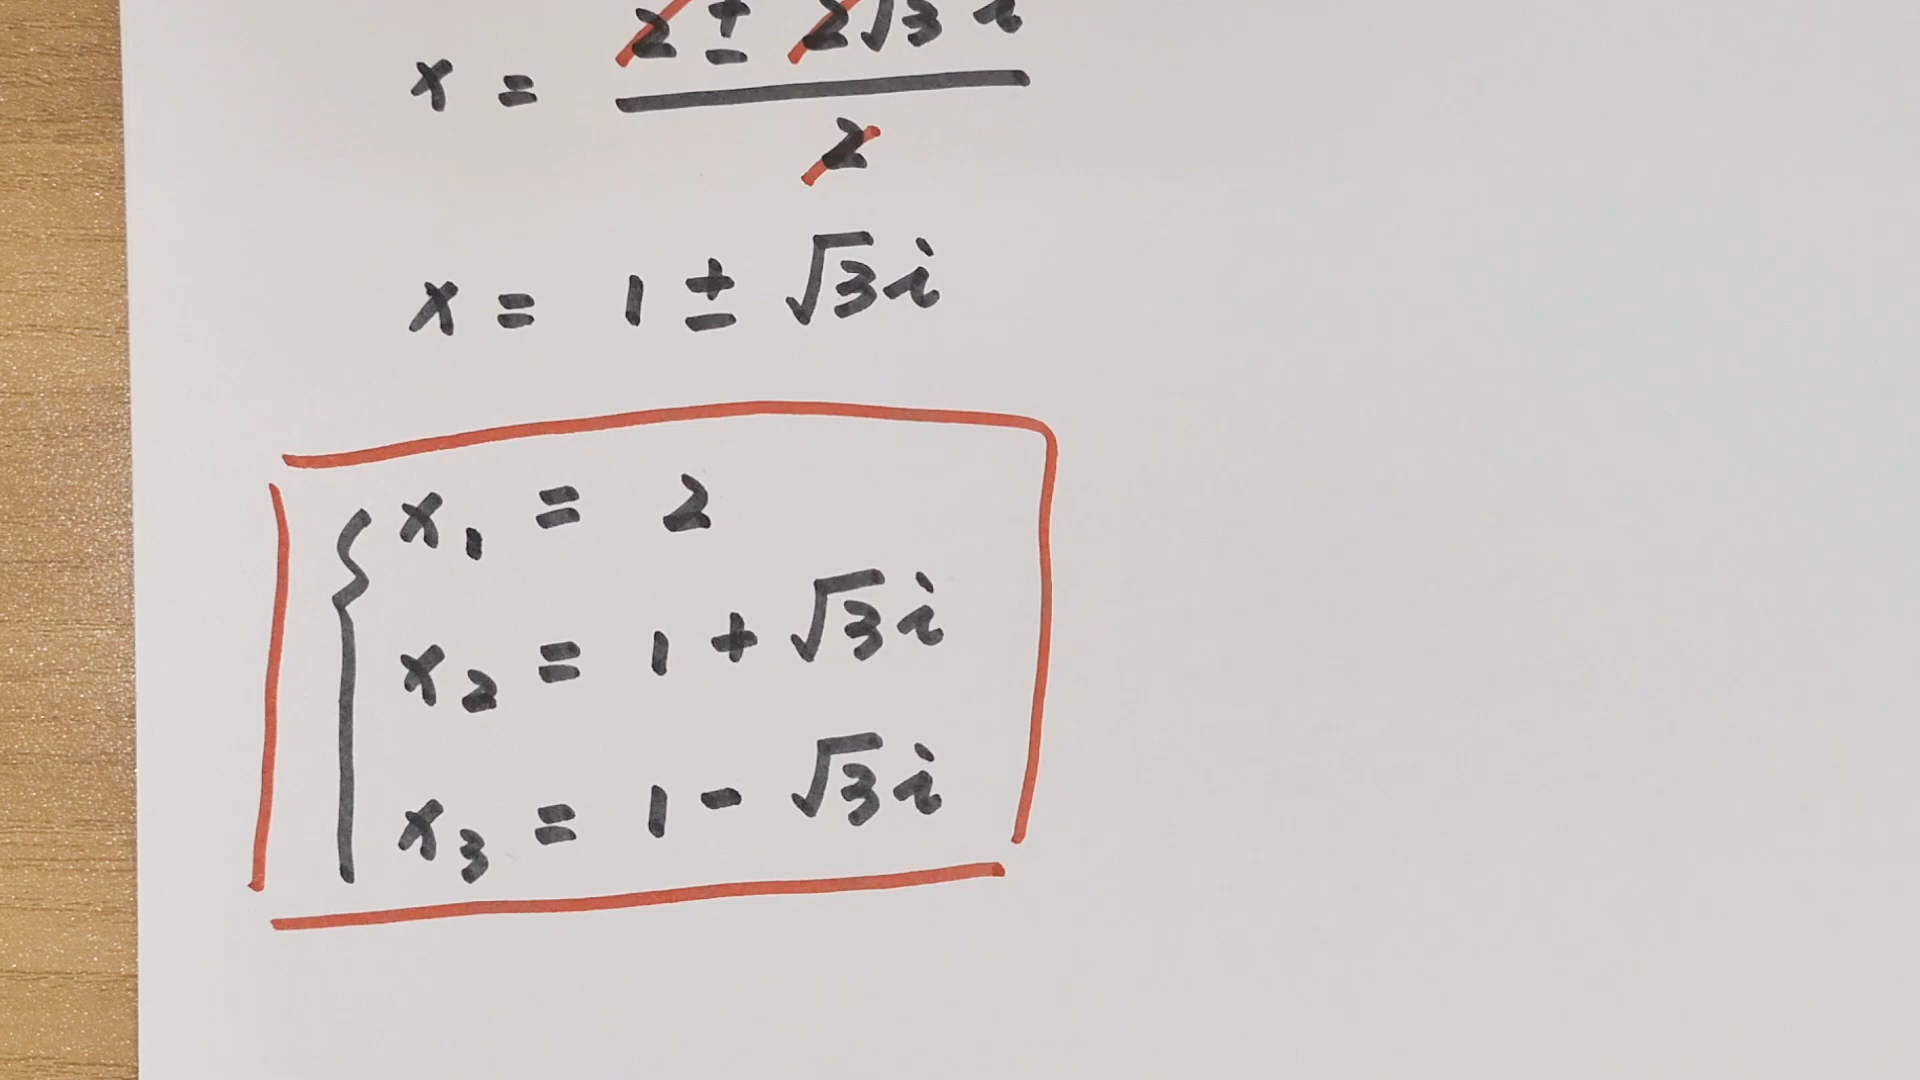 x = (2 ± 2√3 i) / 2
x = 1 ± √3i
x₁ = 2
x₂ = 1 + √3i
x₃ = 1 - √3i